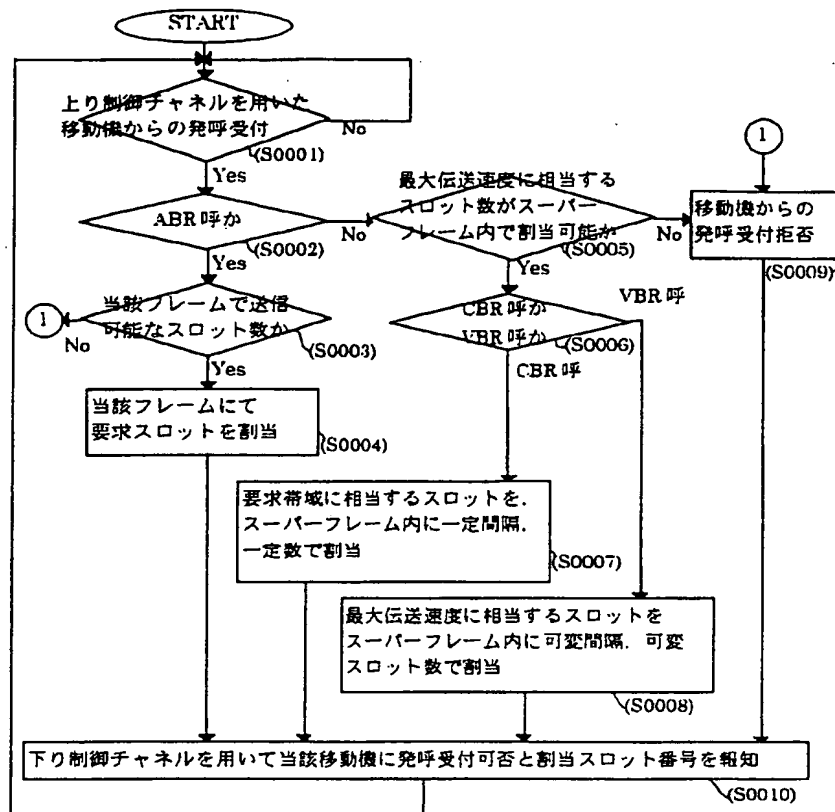 START
上り制御チャネルを用いた
移動機からの発呼受付
No
(S0001)
Yes
ABR呼か
No
(S0002)
Yes
最大伝送速度に相当する
スロット数がスーパー
フレーム内で割当可能か
No
(S0005)
Yes
1
移動機からの
発呼受付拒否
(S0009)
1
当該フレームで送信
可能なスロット数か
No
(S0003)
Yes
CBR呼か
VBR呼か
(S0006)
VBR呼
CBR呼
当該フレームにて
要求スロットを割当
(S0004)
要求帯域に相当するスロットを,
スーパーフレーム内に一定間隔,
一定数で割当
(S0007)
最大伝送速度に相当するスロットを
スーパーフレーム内に可変間隔, 可変
スロット数で割当
(S0008)
下り制御チャネルを用いて当該移動機に発呼受付可否と割当スロット番号を報知
(S0010)